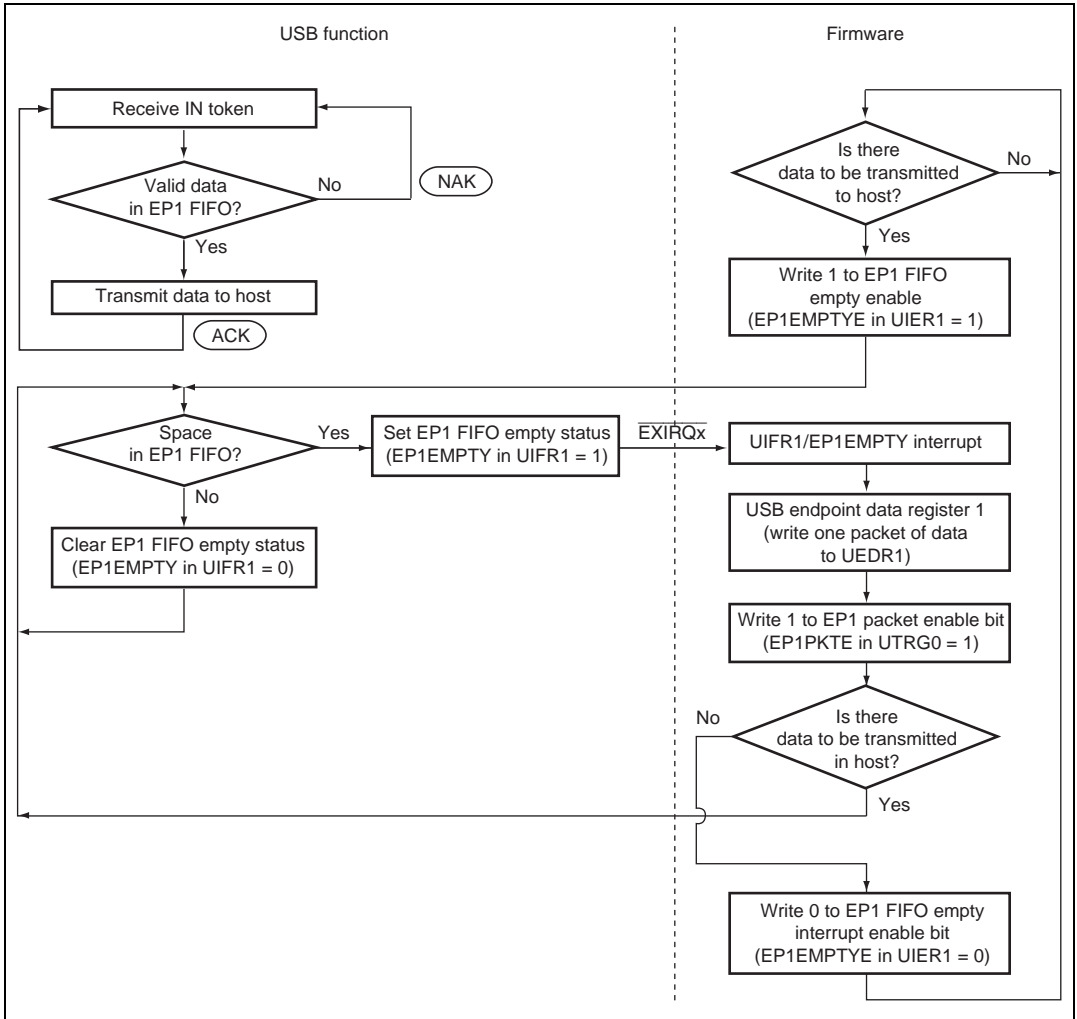 USB function
Firmware
Receive IN token
Valid data
in EP1 FIFO?
No
NAK
Yes
Transmit data to host
ACK
Is there
data to be transmitted
to host?
No
Yes
Write 1 to EP1 FIFO
empty enable
(EP1EMPTYE in UIER1 = 1)
Space
in EP1 FIFO?
Yes
No
Set EP1 FIFO empty status
(EP1EMPTY in UIFR1 = 1)
EXIRQx
UIFR1/EP1EMPTY interrupt
Clear EP1 FIFO empty status
(EP1EMPTY in UIFR1 = 0)
USB endpoint data register 1
(write one packet of data
to UEDR1)
Write 1 to EP1 packet enable bit
(EP1PKTE in UTRG0 = 1)
Is there
data to be transmitted
in host?
No
Yes
Write 0 to EP1 FIFO empty
interrupt enable bit
(EP1EMPTYE in UIER1 = 0)